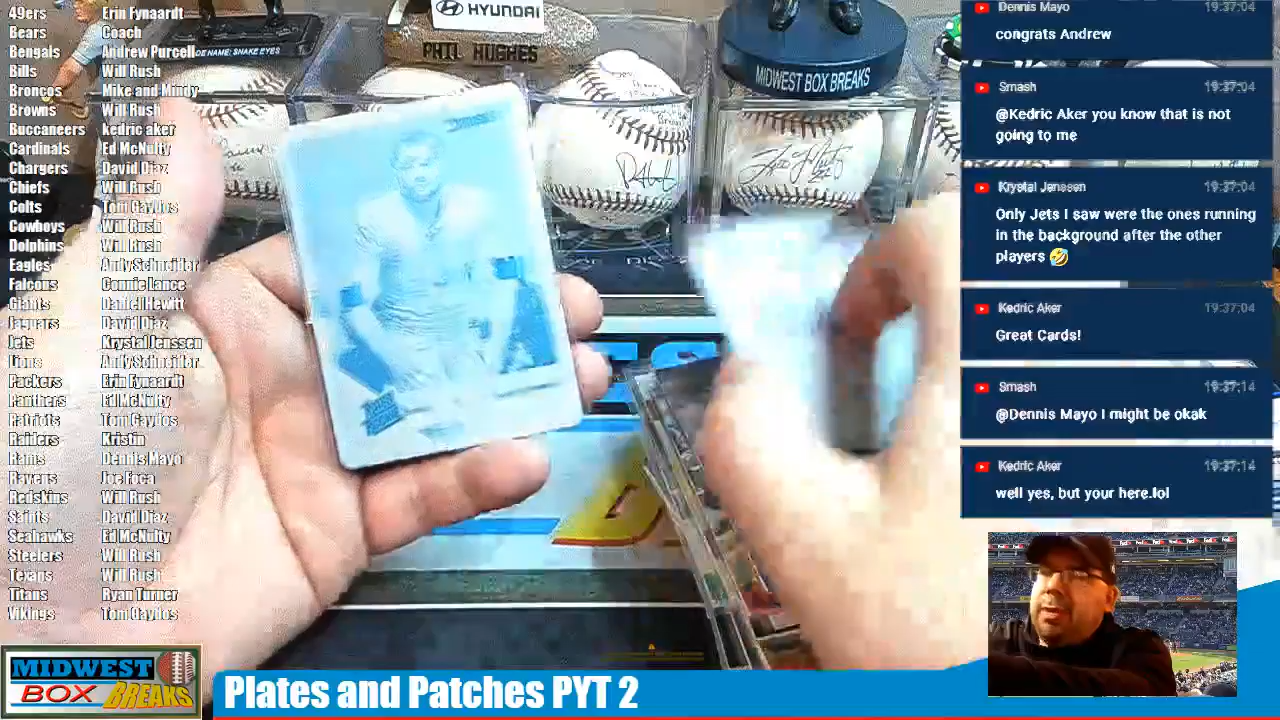 49ers Erin Fynaardt
Bears Coach
Bengals Andrew Purcell
Bills Will Rush
Broncos Mike and Mindy
Browns Will Rush
Buccaneers kedric aker
Cardinals Ed McNulty
Chargers David Diaz
Chiefs Will Rush
Colts Tom Gaydos
Cowboys Will Rush
Dolphins Will Rush
Eagles Andy Schneider
Falcons Connie Lance
Giants Daniel Hewitt
Jaguars David Diaz
Jets Krystal Jenssen
Lions Andy Schneider
Packers Erin Fynaardt
Panthers Ed McNulty
Patriots Tom Gaydos
Raiders Kristin
Rams Dennis Mayo
Ravens Joe Foca
Redskins Will Rush
Saints David Diaz
Seahawks Ed McNulty
Steelers Will Rush
Texans Will Rush
Titans Ryan Turner
Vikings Tom Gaydos
DE NAME: SNAKE EYES
HYUNDAI
PHIL HUGHES
MIDWEST BOX BREAKS
Dennis Mayo 19:37:04
congrats Andrew
Smash 19:37:04
@Kedric Aker you know that is not
going to me
Krystal Jenssen 19:37:04
Only Jets I saw were the ones running
in the background after the other
players 🤣
Kedric Aker 19:37:04
Great Cards!
Smash 19:37:14
@Dennis Mayo I might be okak
Kedric Aker 19:37:14
well yes, but your here.lol
MIDWEST
BOX BREAKS
Plates and Patches PYT 2